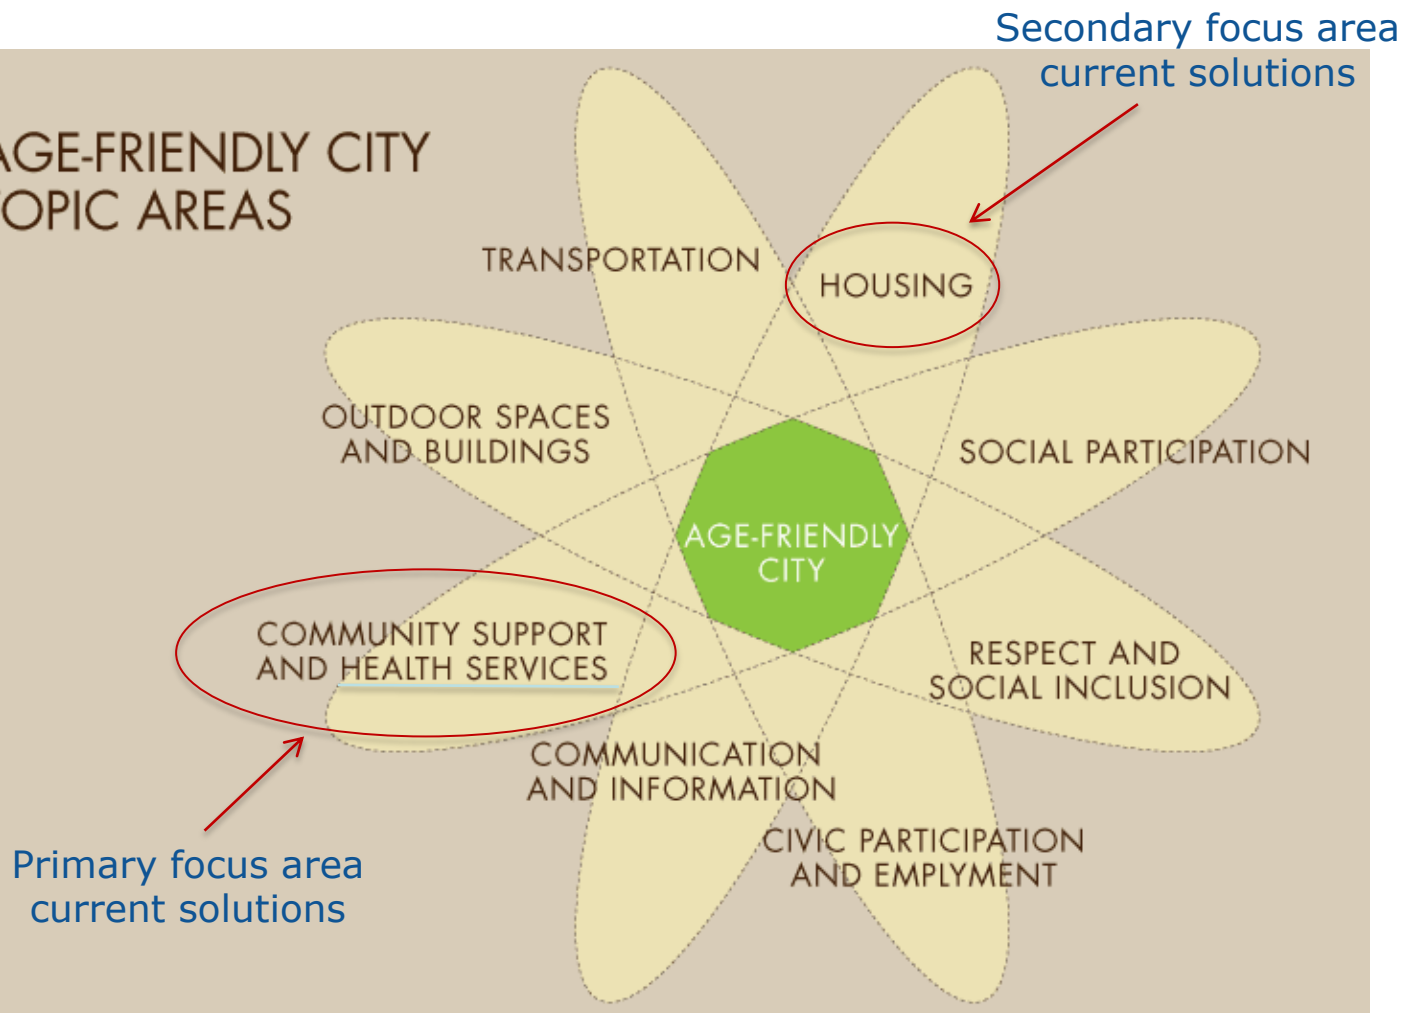 Secondary focus area
current solutions
AGE-FRIENDLY CITY
TOPIC AREAS
TRANSPORTATION
HOUSING
OUTDOOR SPACES
AND BUILDINGS
SOCIAL PARTICIPATION
AGE-FRIENDLY
CITY
COMMUNITY SUPPORT
AND HEALTH SERVICES
RESPECT AND
SOCIAL INCLUSION
COMMUNICATION
AND INFORMATION
CIVIC PARTICIPATION
AND EMPLYMENT
Primary focus area
current solutions